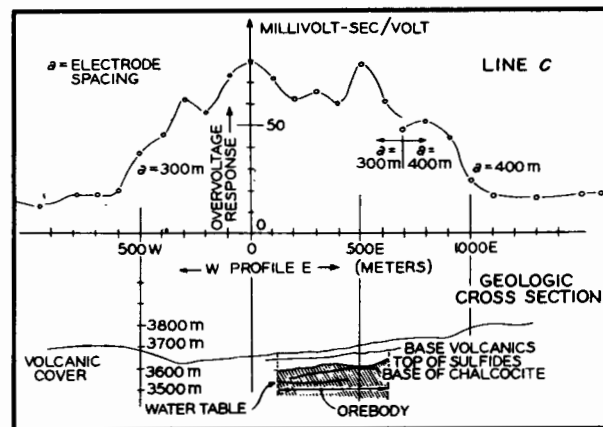 MILLIVOLT-SEC/VOLT
a = ELECTRODE
SPACING
LINE C
50
a = 300m
OVERVOLTAGE
RESPONSE
a = a =
300m 400m
a = 400m
0
500W 0 500E 1000E
W PROFILE E (METERS)
GEOLOGIC
CROSS SECTION
3800m
3700m
3600m
3500m
VOLCANIC
COVER
BASE VOLCANICS
TOP OF SULFIDES
BASE OF CHALCOCITE
WATER TABLE
OREBODY